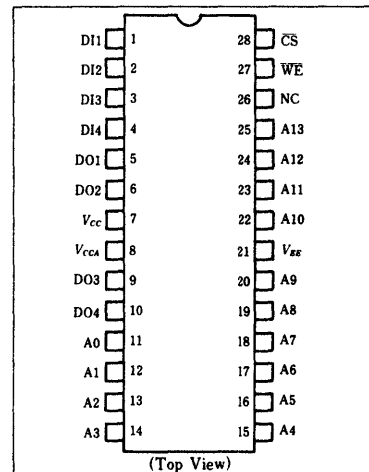 DI1 1 28 C̅S̅
DI2 2 27 W̅E̅
DI3 3 26 NC
DI4 4 25 A13
DO1 5 24 A12
DO2 6 23 A11
VCC 7 22 A10
VCCA 8 21 VEE
DO3 9 20 A9
DO4 10 19 A8
A0 11 18 A7
A1 12 17 A6
A2 13 16 A5
A3 14 15 A4
(Top View)